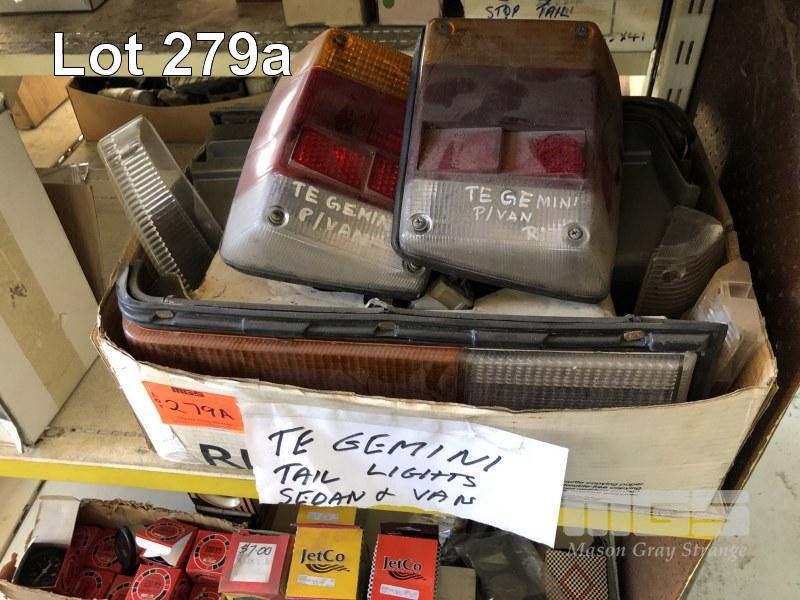 STOP TAIL
Lot 279a
TE GEMINI
P/VAN
TE GEMINI
P/VAN
R
MGS
279A
TE GEMINI
TAIL LIGHTS
SEDAN & VAN
$7.00
JetCo
JetCo
MGS
Mason Gray Strange